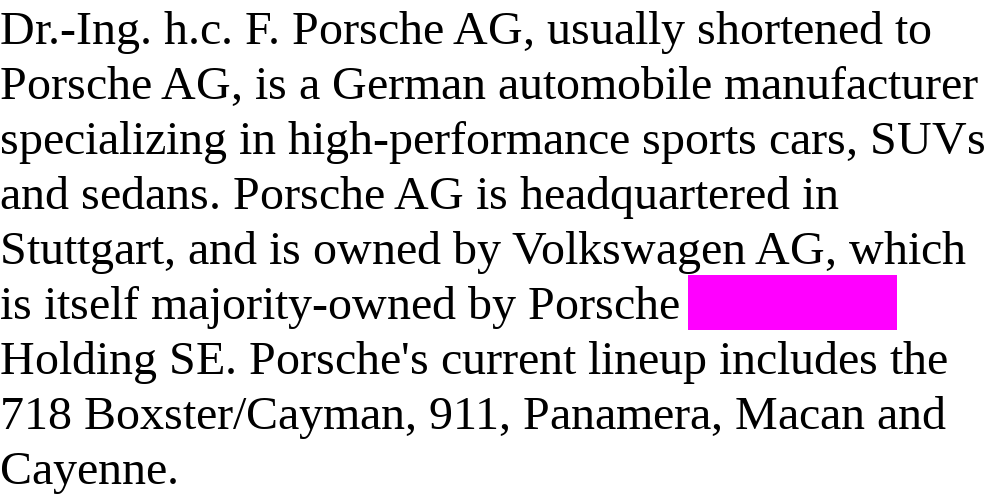 Dr.-Ing. h.c. F. Porsche AG, usually shortened to
Porsche AG, is a German automobile manufacturer
specializing in high-performance sports cars, SUVs
and sedans. Porsche AG is headquartered in
Stuttgart, and is owned by Volkswagen AG, which
is itself majority-owned by Porsche
Holding SE. Porsche's current lineup includes the
718 Boxster/Cayman, 911, Panamera, Macan and
Cayenne.